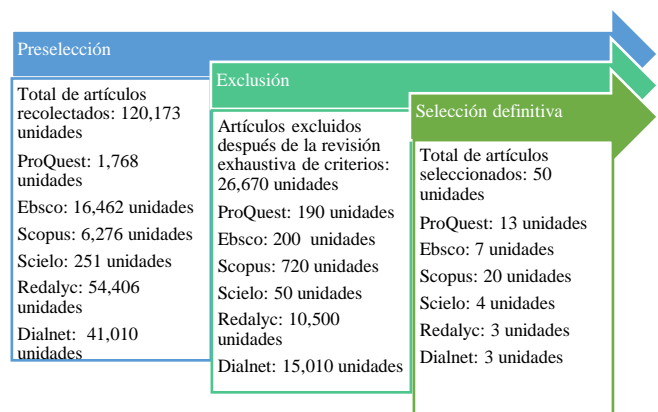 Preselección
Total de artículos
recolectados: 120,173
unidades
ProQuest: 1,768
unidades
Ebsco: 16,462 unidades
Scopus: 6,276 unidades
Scielo: 251 unidades
Redalyc: 54,406
unidades
Dialnet: 41,010
unidades
Exclusión
Artículos excluidos
después de la revisión
exhaustiva de criterios:
26,670 unidades
ProQuest: 190 unidades
Ebsco: 200 unidades
Scopus: 720 unidades
Scielo: 50 unidades
Redalyc: 10,500
unidades
Dialnet: 15,010 unidades
Selección definitiva
Total de artículos
seleccionados: 50
unidades
ProQuest: 13 unidades
Ebsco: 7 unidades
Scopus: 20 unidades
Scielo: 4 unidades
Redalyc: 3 unidades
Dialnet: 3 unidades